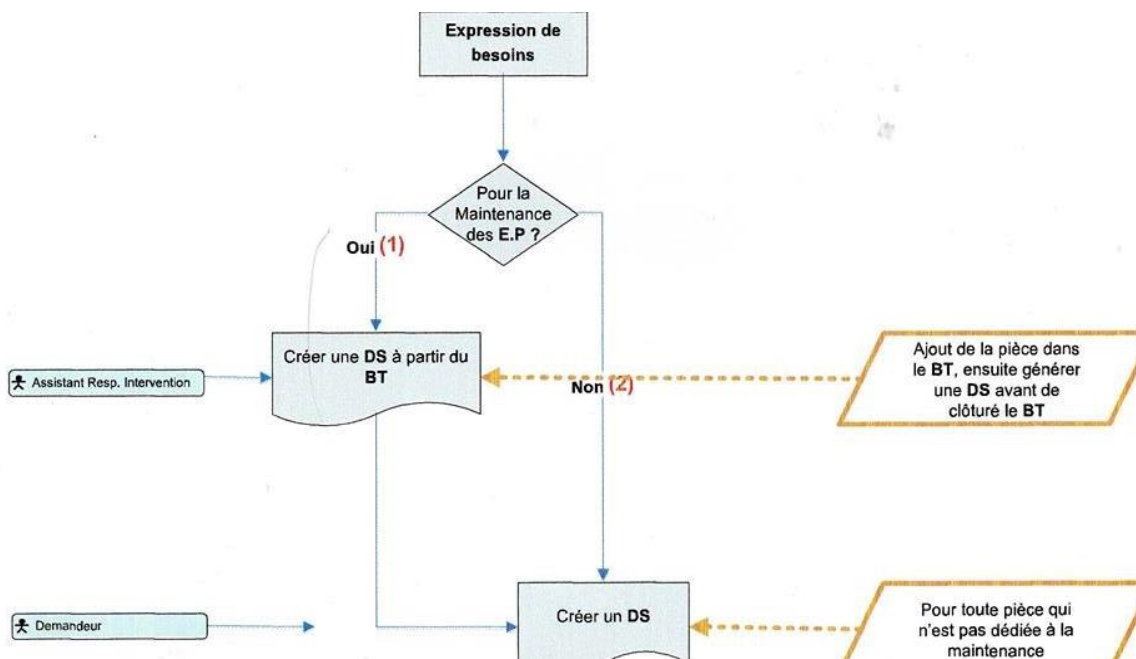 Expression de
besoins
Pour la
Maintenance
des E.P ?
Oui (1)
Créer une DS à partir du
BT
Assistant Resp. Intervention
Non (2)
Ajout de la pièce dans
le BT, ensuite générer
une DS avant de
clôturé le BT
Demandeur
Créer un DS
Pour toute pièce qui
n'est pas dédiée à la
maintenance